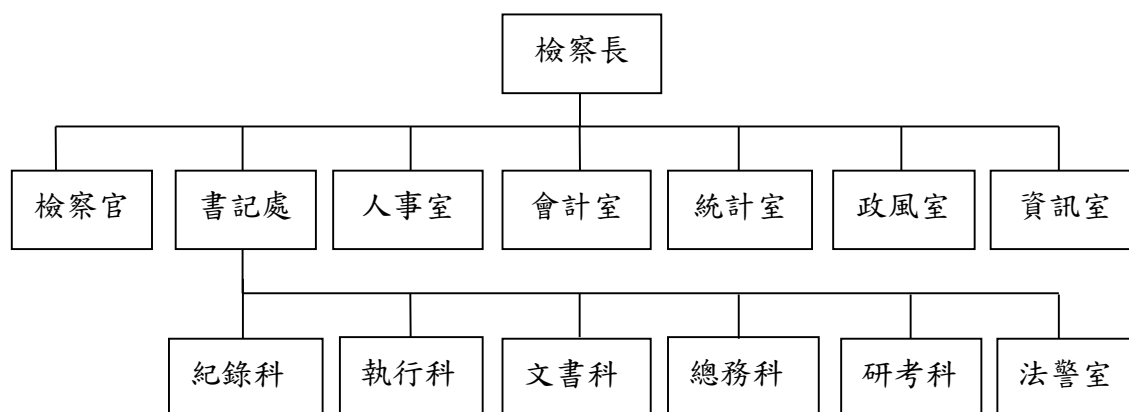 檢察長
檢察官
書記處
人事室
會計室
統計室
政風室
資訊室
紀錄科
執行科
文書科
總務科
研考科
法警室